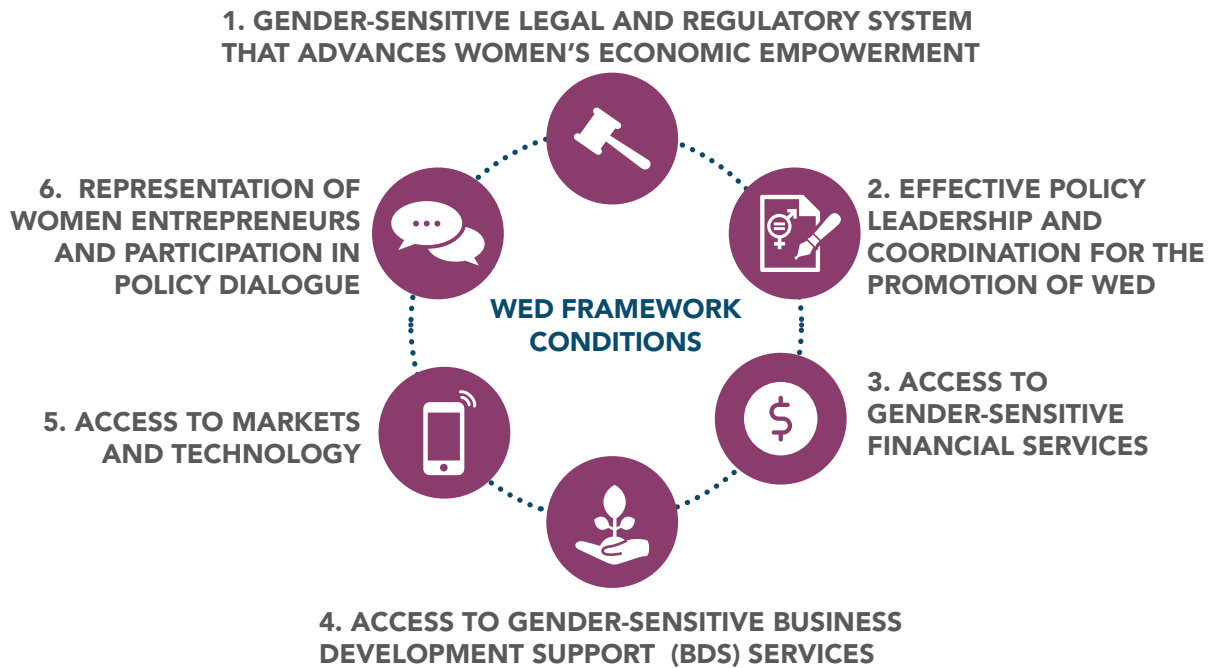 1. GENDER-SENSITIVE LEGAL AND REGULATORY SYSTEM
THAT ADVANCES WOMEN'S ECONOMIC EMPOWERMENT
2. EFFECTIVE POLICY
LEADERSHIP AND
COORDINATION FOR THE
PROMOTION OF WED
3. ACCESS TO
GENDER-SENSITIVE
FINANCIAL SERVICES
4. ACCESS TO GENDER-SENSITIVE BUSINESS
DEVELOPMENT SUPPORT (BDS) SERVICES
5. ACCESS TO MARKETS
AND TECHNOLOGY
6. REPRESENTATION OF
WOMEN ENTREPRENEURS
AND PARTICIPATION IN
POLICY DIALOGUE
WED FRAMEWORK
CONDITIONS
$